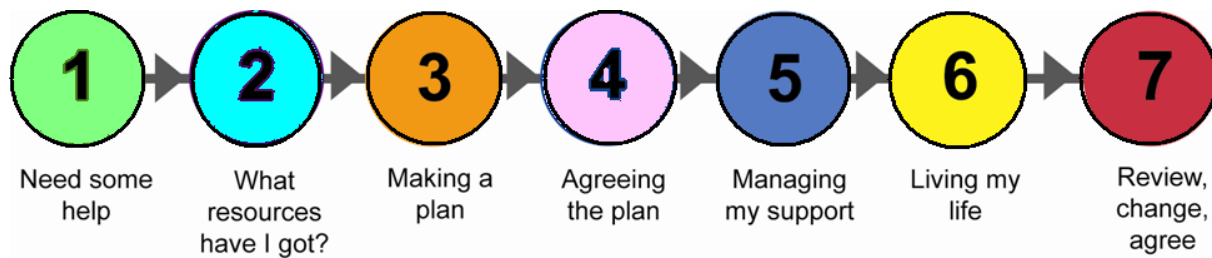 1 2 3 4 5 6 7
Need some
help
What
resources
have I got?
Making a
plan
Agreeing
the plan
Managing
my support
Living my
life
Review,
change,
agree